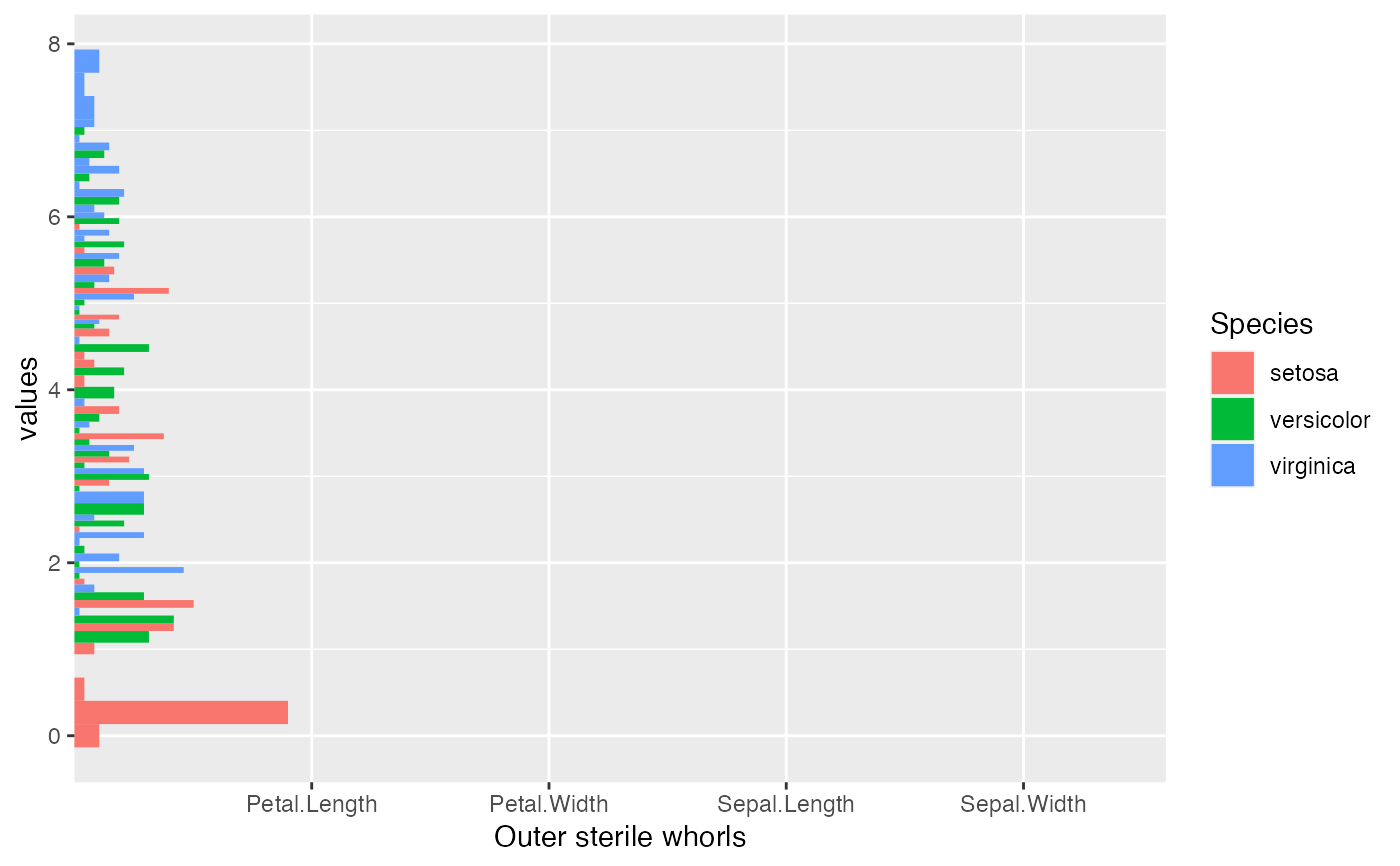 8
6
4
2
0
values
Petal.Length
Petal.Width
Sepal.Length
Sepal.Width
Outer sterile whorls
Species
setosa
versicolor
virginica